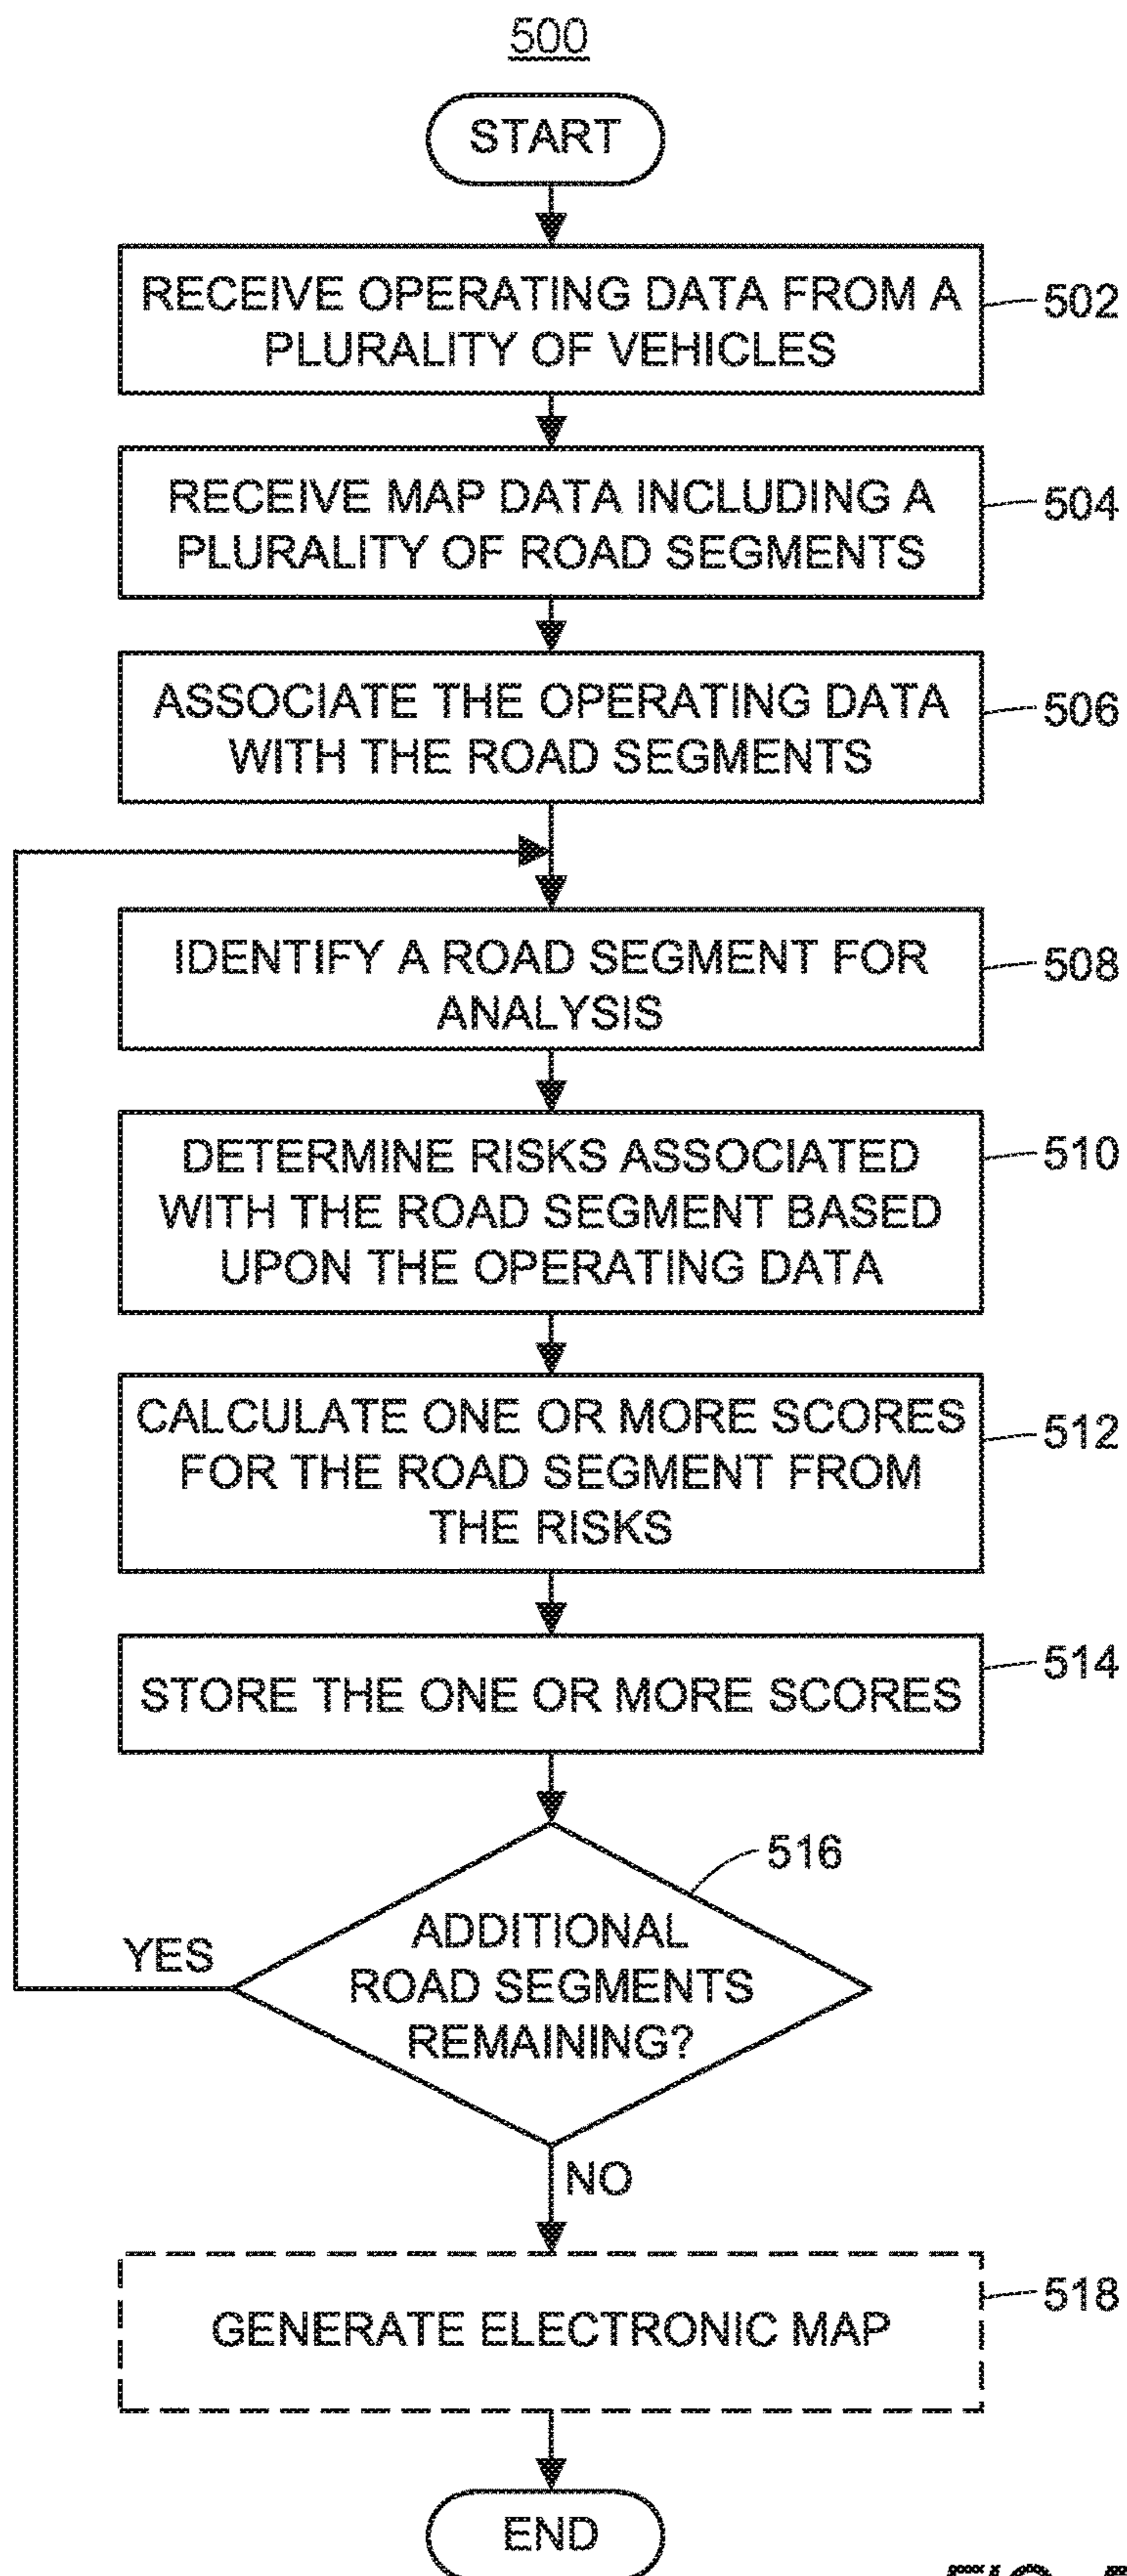 500
START
RECEIVE OPERATING DATA FROM A
PLURALITY OF VEHICLES
502
RECEIVE MAP DATA INCLUDING A
PLURALITY OF ROAD SEGMENTS
504
ASSOCIATE THE OPERATING DATA
WITH THE ROAD SEGMENTS
506
IDENTIFY A ROAD SEGMENT FOR
ANALYSIS
508
DETERMINE RISKS ASSOCIATED
WITH THE ROAD SEGMENT BASED
UPON THE OPERATING DATA
510
CALCULATE ONE OR MORE SCORES
FOR THE ROAD SEGMENT FROM
THE RISKS
512
STORE THE ONE OR MORE SCORES
514
516
ADDITIONAL
ROAD SEGMENTS
REMAINING?
YES
NO
GENERATE ELECTRONIC MAP
518
END